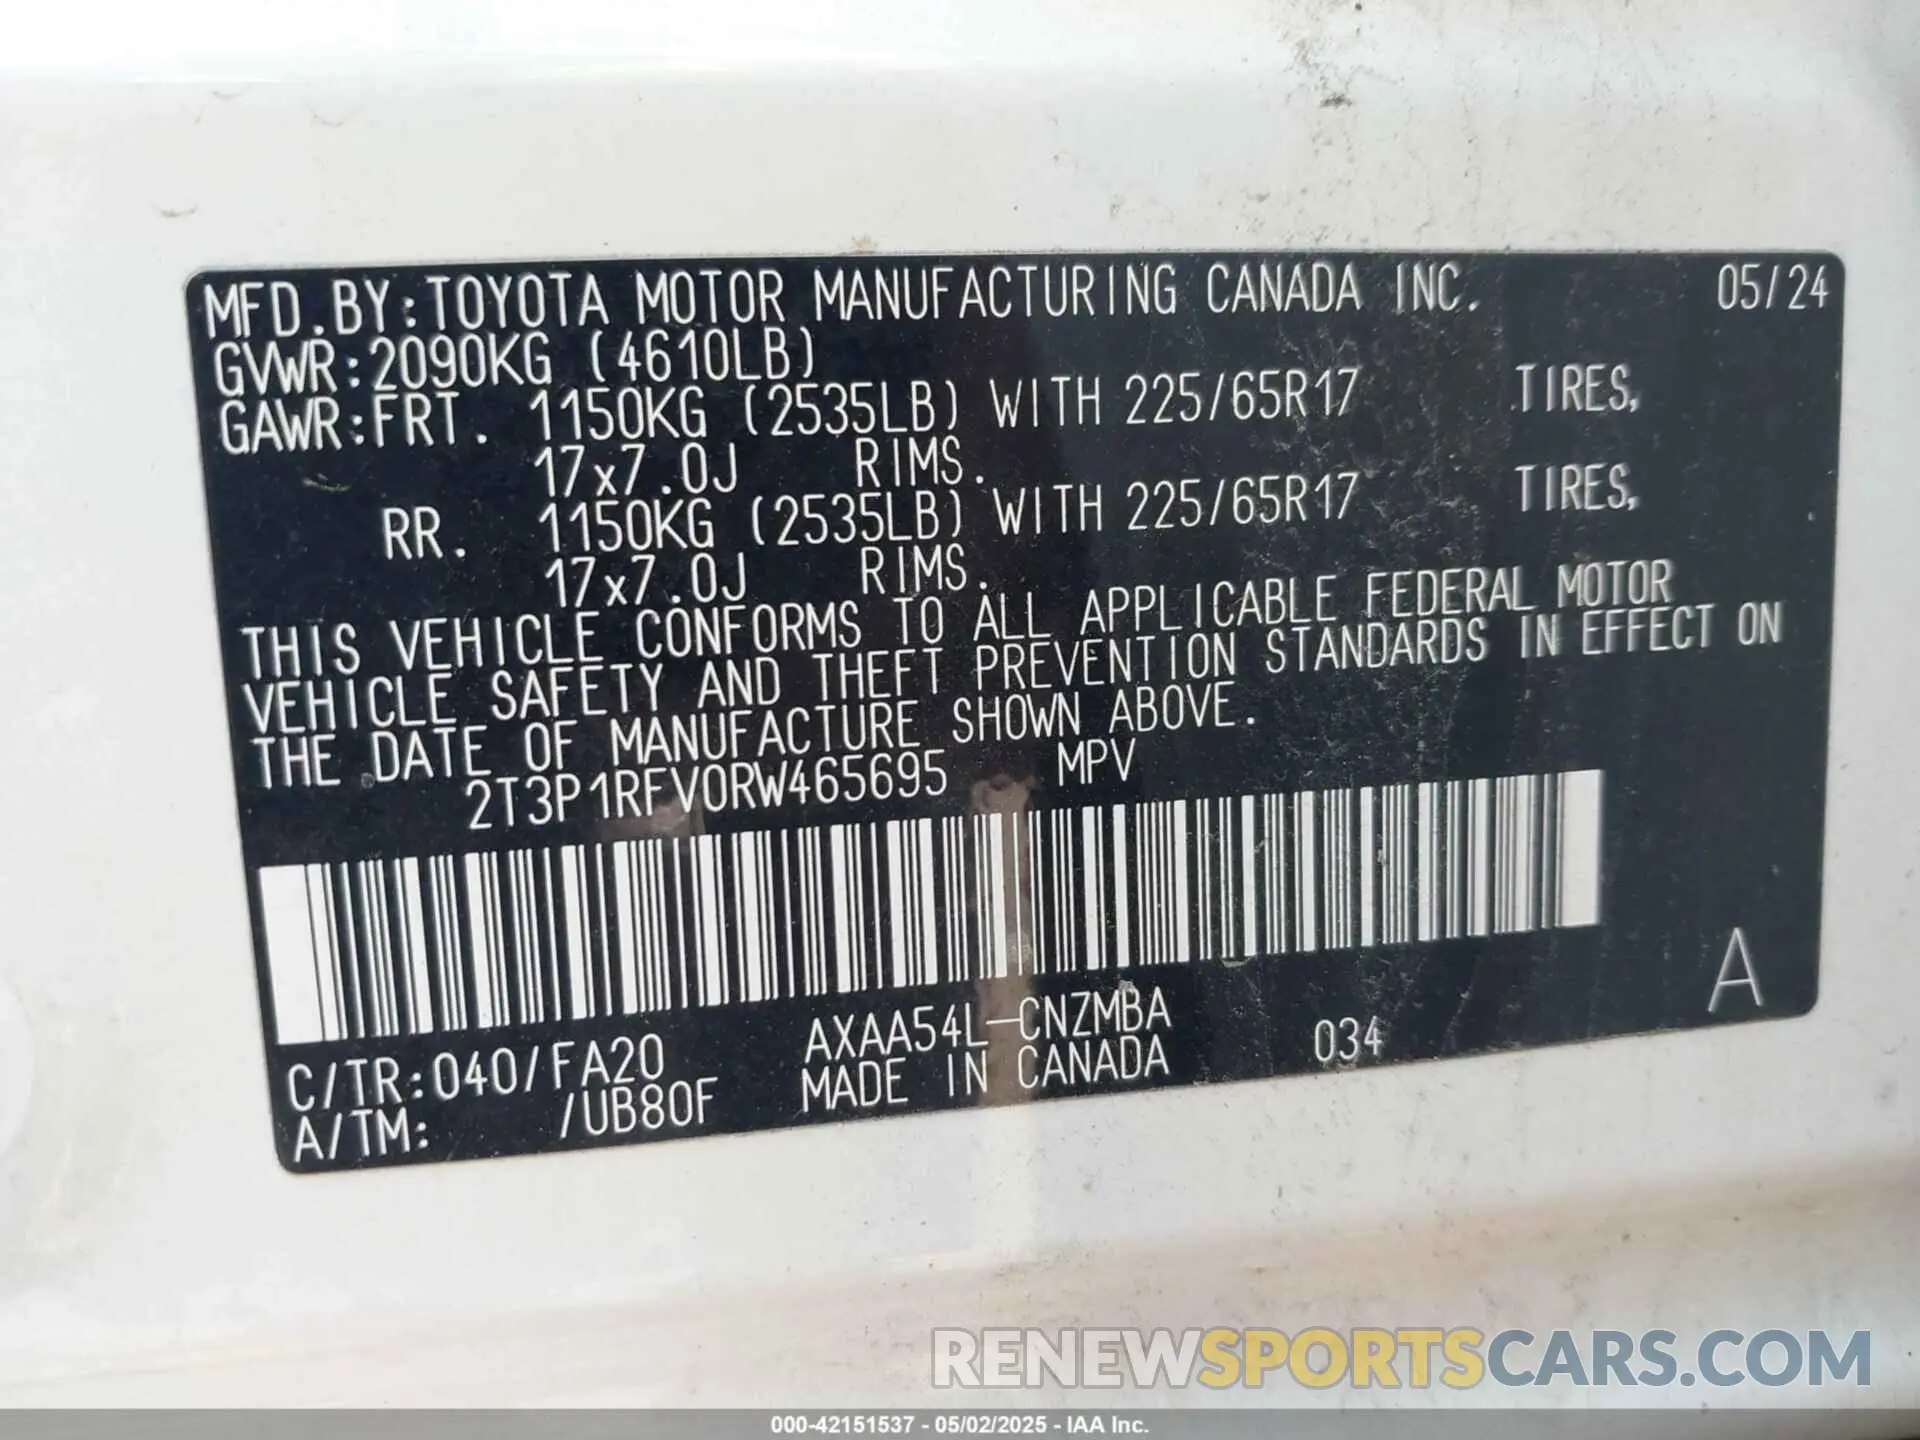 MFD.BY:TOYOTA MOTOR MANUFACTURING CANADA INC. 05/24
GVWR:2090KG (4610LB)
GAWR:FRT. 1150KG (2535LB) WITH 225/65R17 TIRES,
17x7.0J RIMS.
RR. 1150KG (2535LB) WITH 225/65R17 TIRES,
17x7.0J RIMS.
THIS VEHICLE CONFORMS TO ALL APPLICABLE FEDERAL MOTOR
VEHICLE SAFETY AND THEFT PREVENTION STANDARDS IN EFFECT ON
THE DATE OF MANUFACTURE SHOWN ABOVE.
2T3P1RFV0RW465695 MPV
A
C/TR:040/FA20 AXAA54L-CNZMBA 034
A/TM: /UB80F MADE IN CANADA
RENEWSPORTSCARS.COM
000-42151537 - 05/02/2025 - IAA Inc.